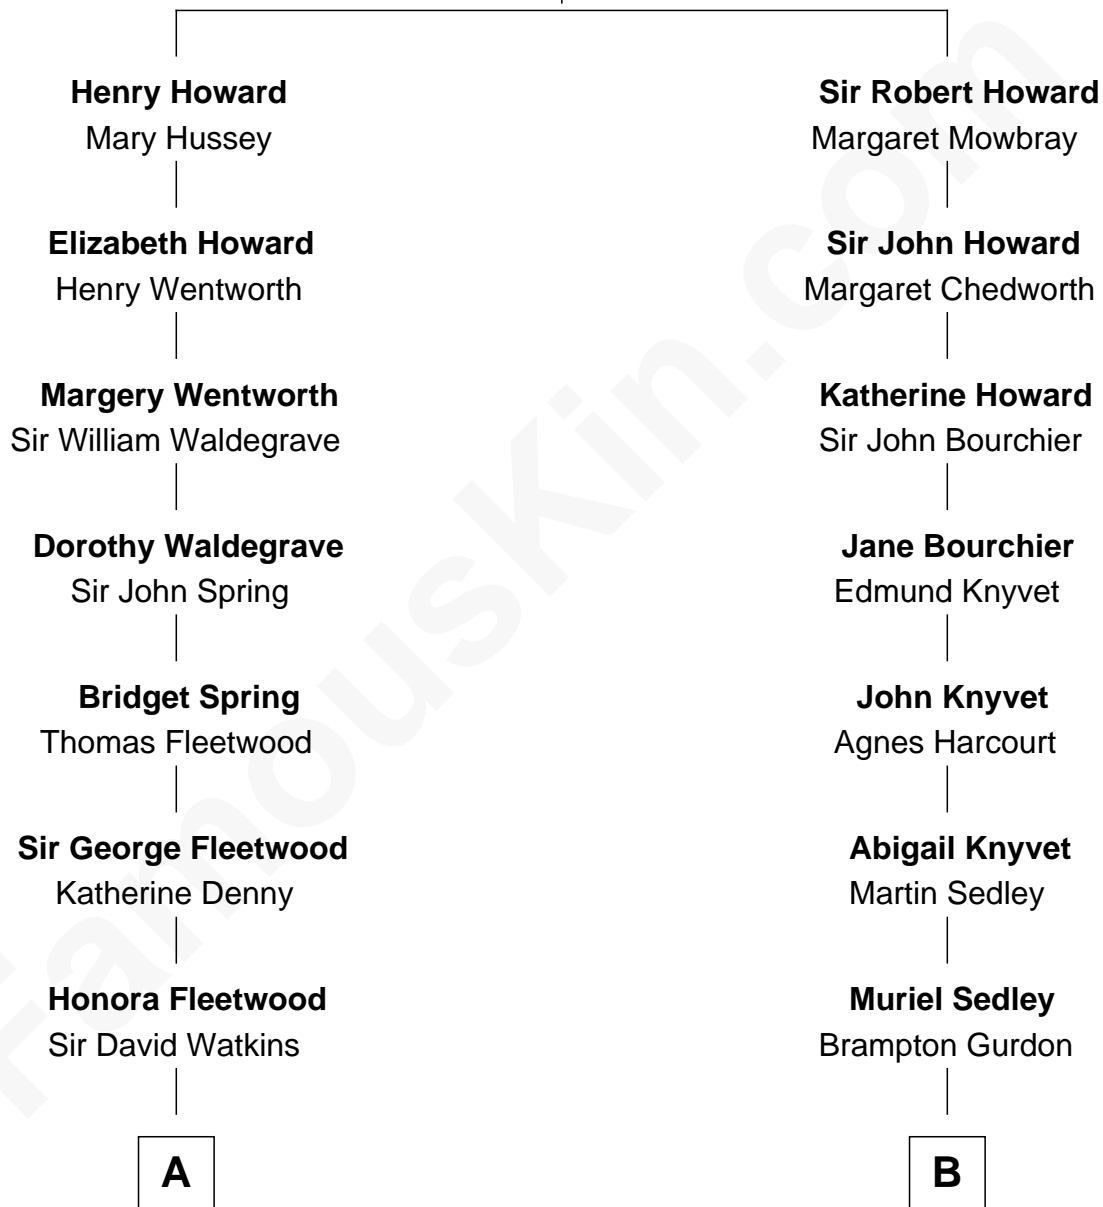 Henry Howard
Mary Hussey
Elizabeth Howard
Henry Wentworth
Margery Wentworth
Sir William Waldegrave
Dorothy Waldegrave
Sir John Spring
Bridget Spring
Thomas Fleetwood
Sir George Fleetwood
Katherine Denny
Honora Fleetwood
Sir David Watkins
A
Sir Robert Howard
Margaret Mowbray
Sir John Howard
Margaret Chedworth
Katherine Howard
Sir John Bourchier
Jane Bourchier
Edmund Knyvet
John Knyvet
Agnes Harcourt
Abigail Knyvet
Martin Sedley
Muriel Sedley
Brampton Gurdon
B
FamousKin.com